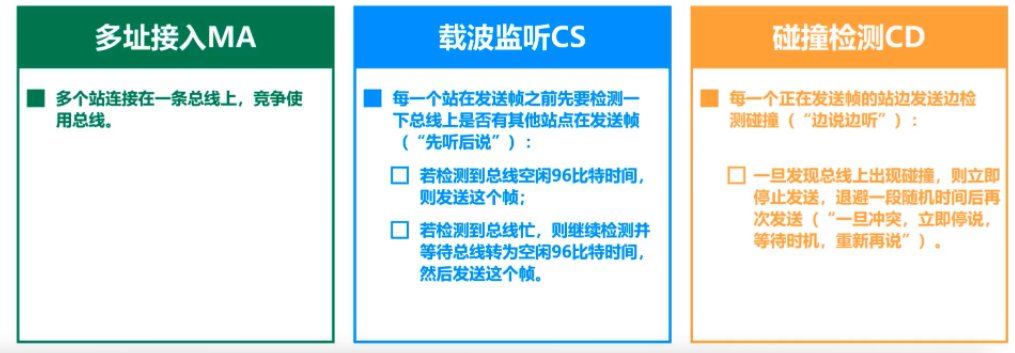 多址接入MA
多个站连接在一条总线上，竞争使
用总线。
载波监听CS
每一个站在发送帧之前先要检测一
下总线上是否有其他站点在发送帧
（“先听后说”）：
若检测到总线空闲96比特时间，
则发送这个帧；
若检测到总线忙，则继续检测并
等待总线转为空闲96比特时间，
然后发送这个帧。
碰撞检测CD
每一个正在发送帧的站边发送边检
测碰撞（“边说边听”）：
一旦发现总线上出现碰撞，则立即
停止发送，退避一段随机时间后再
次发送（“一旦冲突，立即停说，
等待时机，重新再说”）。